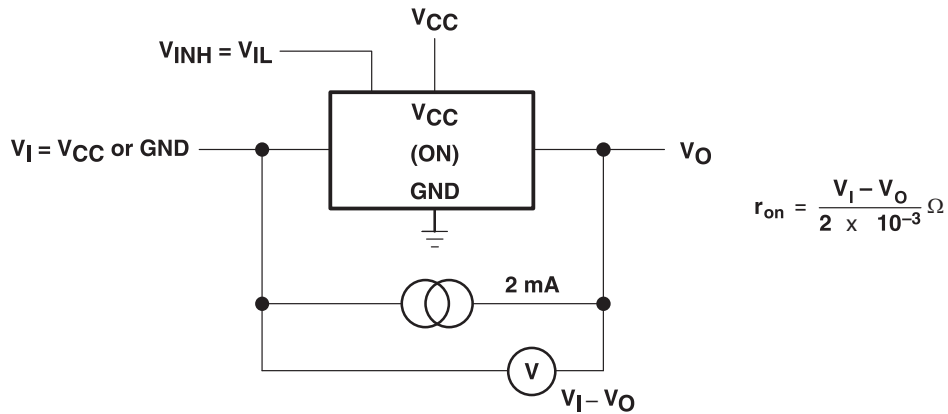 VCC
VINH = VIL
VCC
VI = VCC or GND
(ON)
VO
GND
ron = VI – VO / 2 x 10–3 Ω
2 mA
V
VI – VO